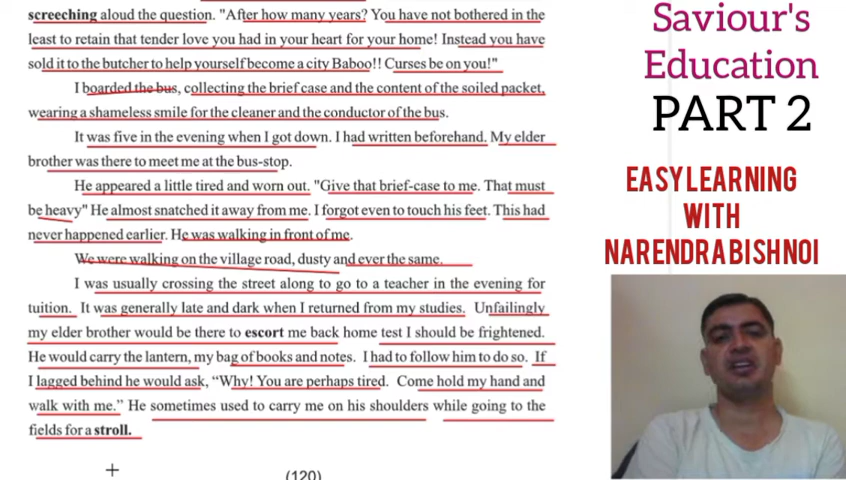 screeching aloud the question. "After how many years? You have not bothered in the
least to retain that tender love you had in your heart for your home! Instead you have
sold it to the butcher to help yourself become a city Baboo!! Curses be on you!"
I boarded the bus, collecting the brief case and the content of the soiled packet,
wearing a shameless smile for the cleaner and the conductor of the bus.
It was five in the evening when I got down. I had written beforehand. My elder
brother was there to meet me at the bus-stop.
He appeared a little tired and worn out. "Give that brief-case to me. That must
be heavy" He almost snatched it away from me. I forgot even to touch his feet. This had
never happened earlier. He was walking in front of me.
We were walking on the village road, dusty and ever the same.
I was usually crossing the street along to go to a teacher in the evening for
tuition. It was generally late and dark when I returned from my studies. Unfailingly
my elder brother would be there to escort me back home test I should be frightened.
He would carry the lantern, my bag of books and notes. I had to follow him to do so. If
I lagged behind he would ask, "Why! You are perhaps tired. Come hold my hand and
walk with me." He sometimes used to carry me on his shoulders while going to the
fields for a stroll.
(120)
Saviour's
Education
PART 2
EASY LEARNING
WITH
NARENDRA BISHNOI